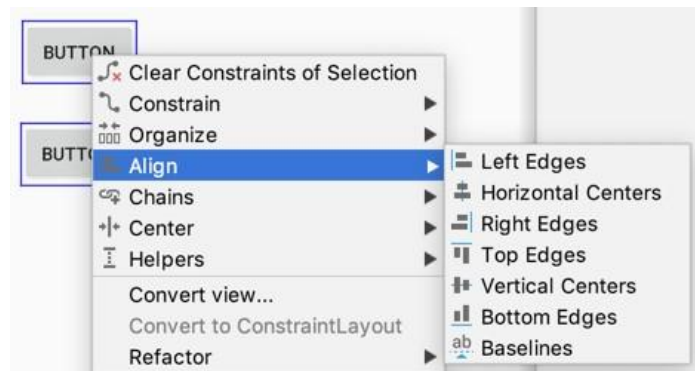 BUTTON
Clear Constraints of Selection
Constrain
Organize
BUTT
Align
Chains
Center
Helpers
Convert view...
Convert to ConstraintLayout
Refactor
Left Edges
Horizontal Centers
Right Edges
Top Edges
Vertical Centers
Bottom Edges
ab
Baselines